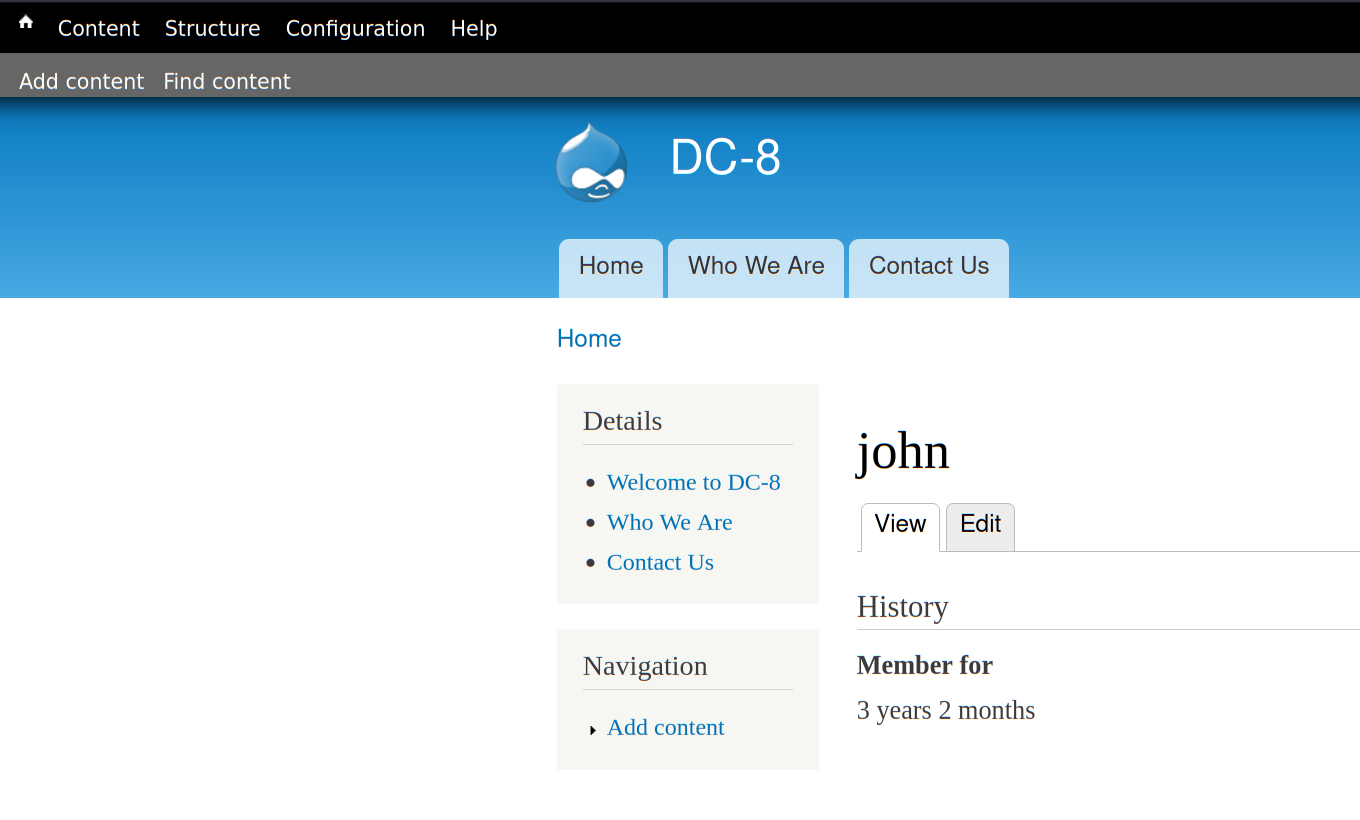 Content Structure Configuration Help
Add content Find content
DC-8
Home Who We Are Contact Us
Home
Details
Welcome to DC-8
Who We Are
Contact Us
Navigation
Add content
john
View Edit
History
Member for
3 years 2 months